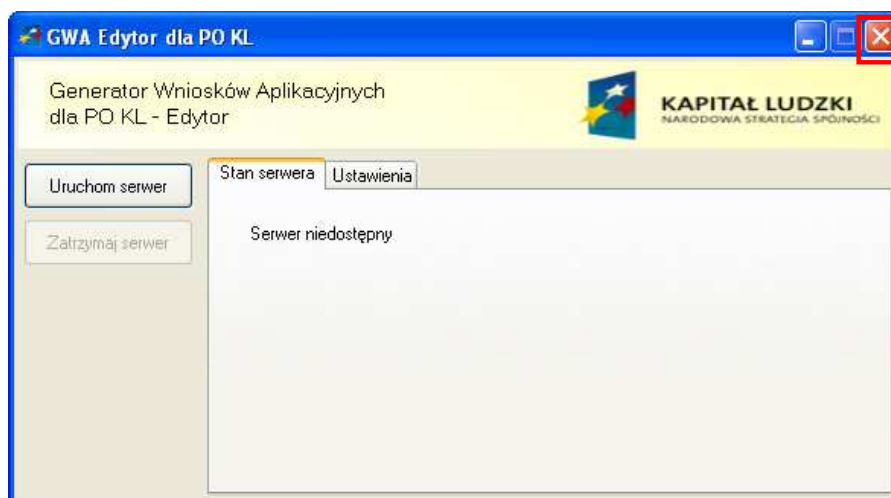 GWA Edytor dla PO KL
Generator Wniosków Aplikacyjnych
dla PO KL - Edytor
KAPITAŁ LUDZKI
NARODOWA STRATEGIA SPÓJNOŚCI
Uruchom serwer
Stan serwera
Ustawienia
Zatrzymaj serwer
Serwer niedostępny